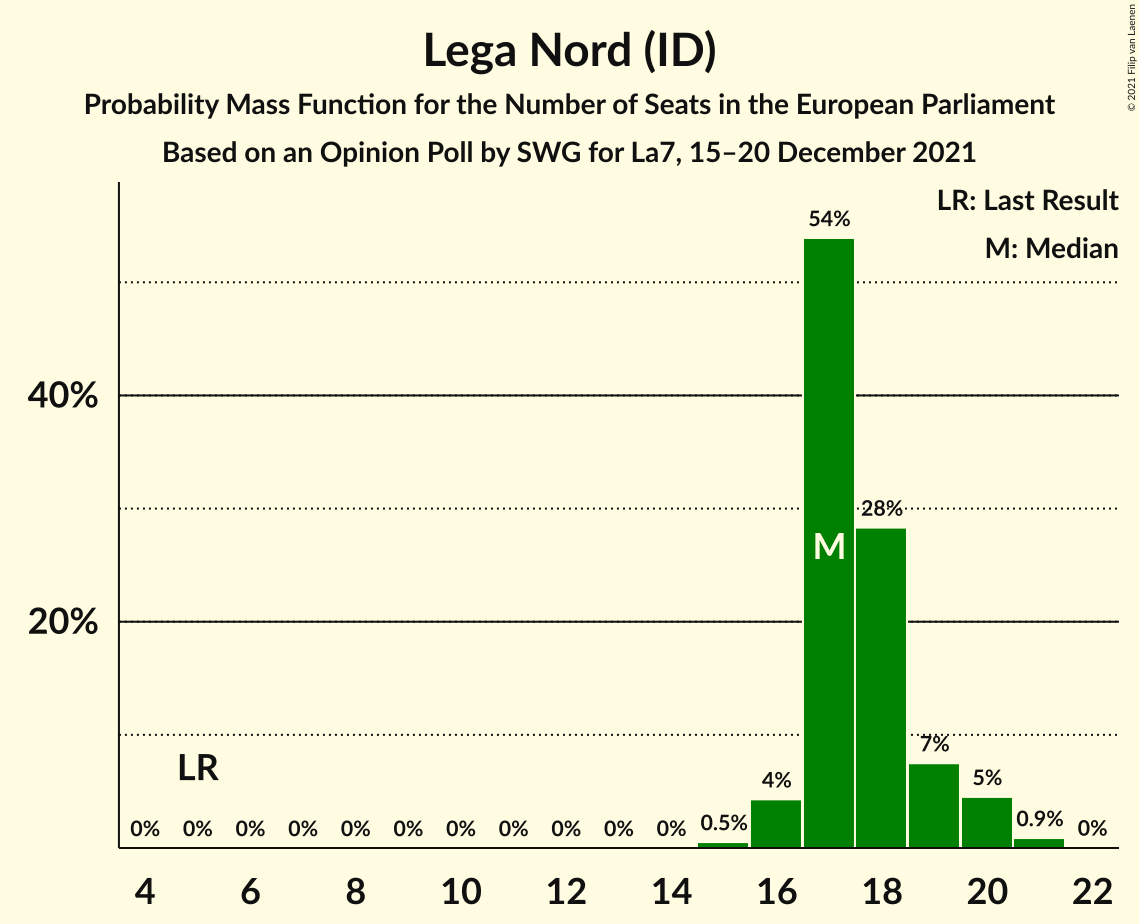 Lega Nord (ID)
Probability Mass Function for the Number of Seats in the European Parliament
Based on an Opinion Poll by SWG for La7, 15–20 December 2021
© 2021 Filip van Laenen
LR: Last Result
M: Median
54%
40%
28%
M
20%
7%
LR
4%
5%
0% 0% 0% 0% 0% 0% 0% 0% 0% 0% 0% 0.5% 0.9% 0%
4 6 8 10 12 14 16 18 20 22